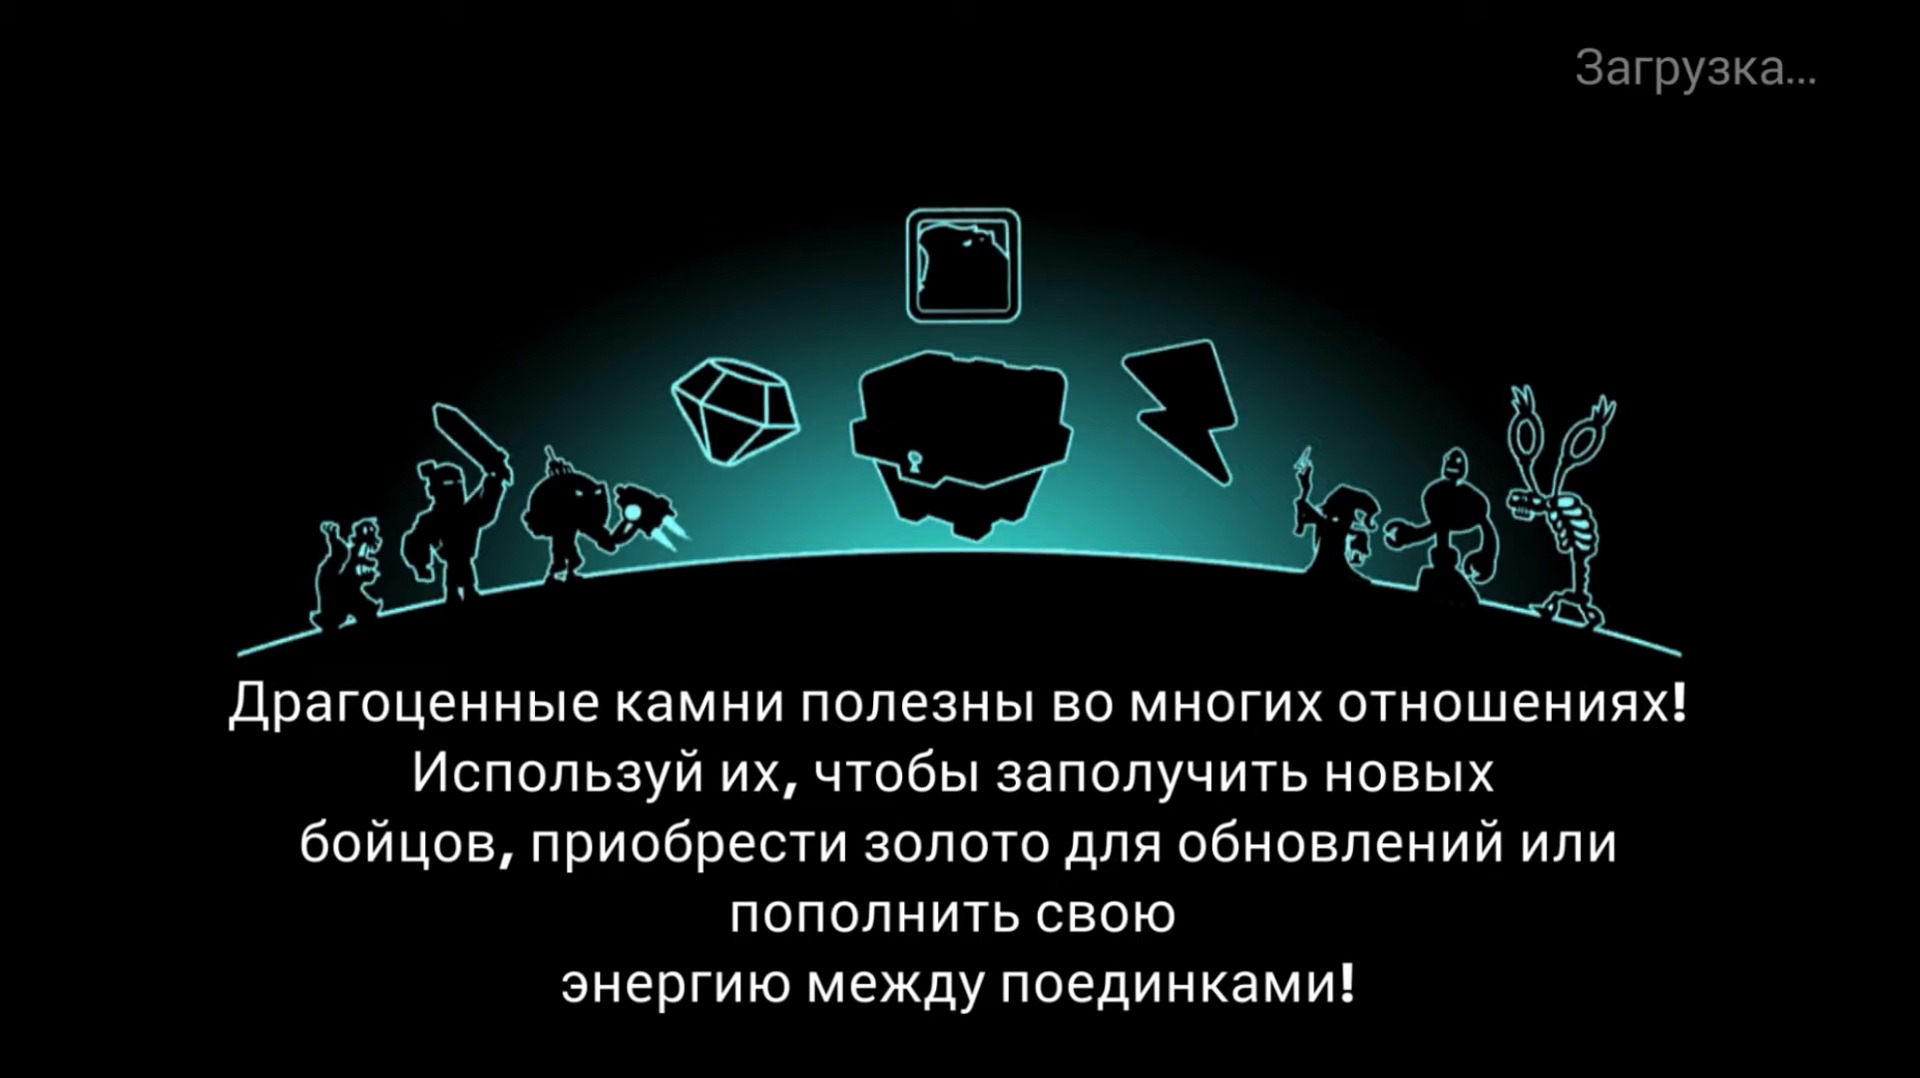 Загрузка...
Драгоценные камни полезны во многих отношениях!
Используй их, чтобы заполучить новых
бойцов, приобрести золото для обновлений или
пополнить свою
энергию между поединками!